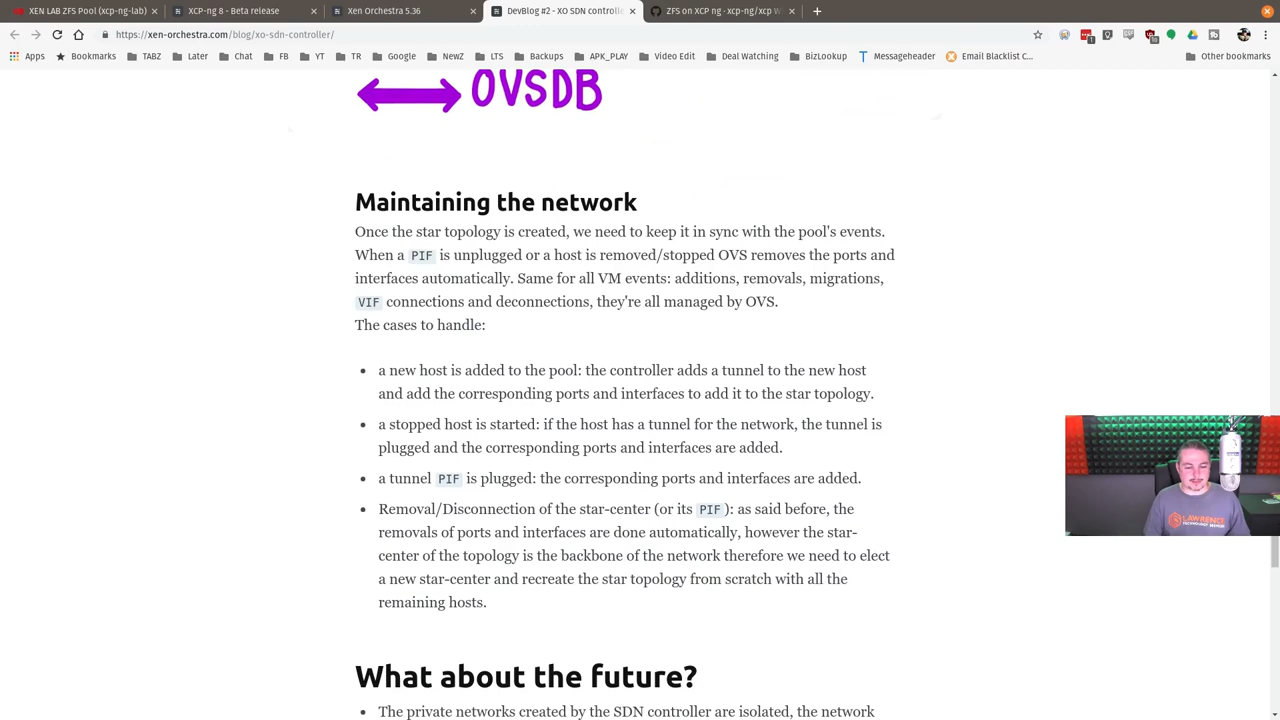 XEN LAB ZFS Pool (xcp-ng-lab)
XCP-ng 8 - Beta release
Xen Orchestra 5.36
DevBlog #2 - XO SDN controlle
ZFS on XCP ng · xcp-ng/xcp W
https://xen-orchestra.com/blog/xo-sdn-controller/
Apps Bookmarks TABZ Later Chat FB YT TR Google NewZ LTS Backups APK_PLAY Video Edit Deal Watching BizLookup Messageheader Email Blacklist C... Other bookmarks
OVSDB
Maintaining the network
Once the star topology is created, we need to keep it in sync with the pool's events.
When a PIF is unplugged or a host is removed/stopped OVS removes the ports and
interfaces automatically. Same for all VM events: additions, removals, migrations,
VIF connections and deconnections, they're all managed by OVS.
The cases to handle:
• a new host is added to the pool: the controller adds a tunnel to the new host
and add the corresponding ports and interfaces to add it to the star topology.
• a stopped host is started: if the host has a tunnel for the network, the tunnel is
plugged and the corresponding ports and interfaces are added.
• a tunnel PIF is plugged: the corresponding ports and interfaces are added.
• Removal/Disconnection of the star-center (or its PIF): as said before, the
removals of ports and interfaces are done automatically, however the star-
center of the topology is the backbone of the network therefore we need to elect
a new star-center and recreate the star topology from scratch with all the
remaining hosts.
LAWRENCE
What about the future?
• The private networks created by the SDN controller are isolated, the network